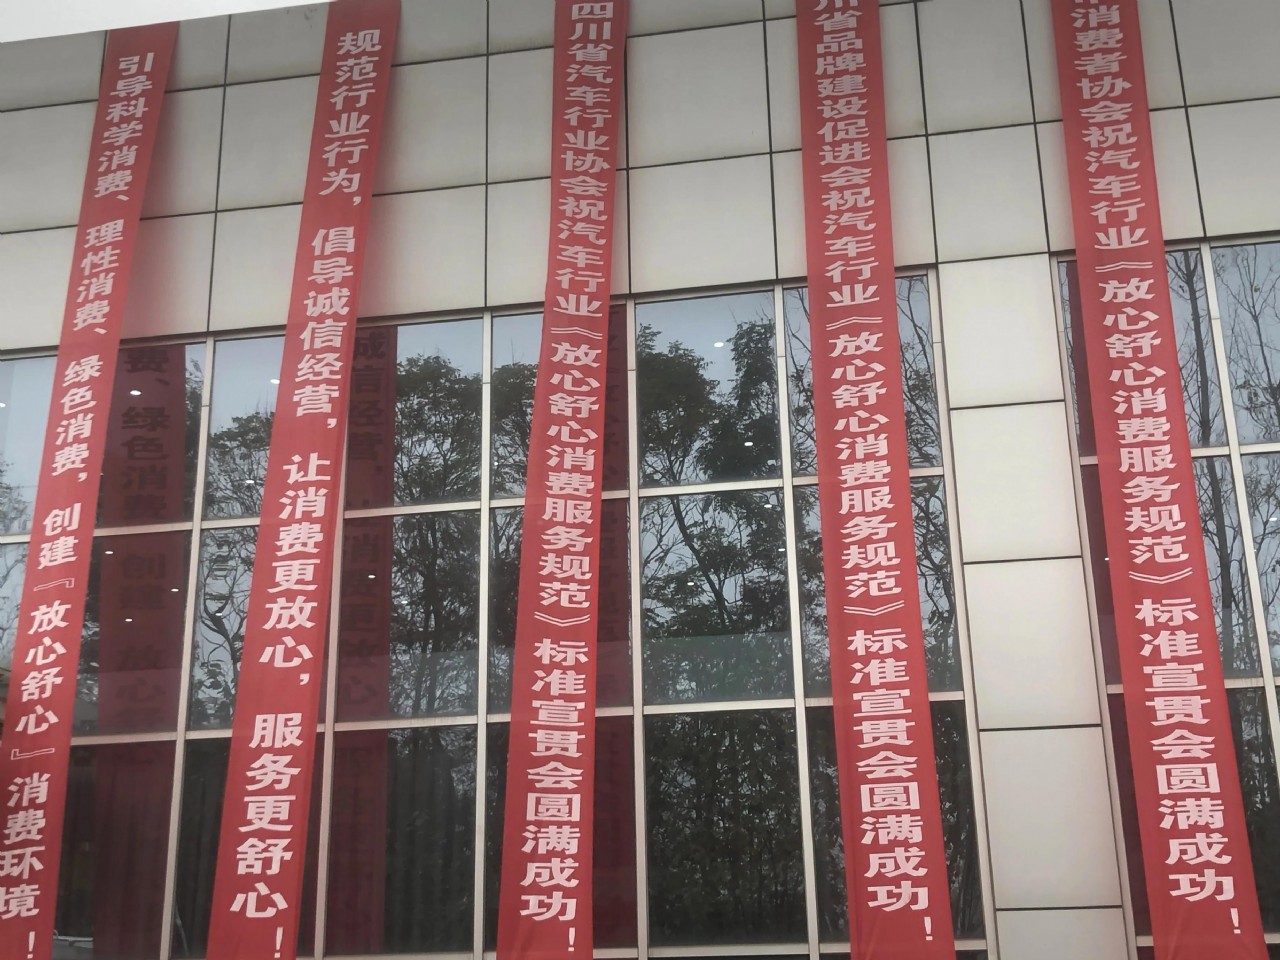 引导科学消费、理性消费、绿色消费，创建『放心舒心』消费环境！
规范行业行为，倡导诚信经营，让消费更放心，服务更舒心！
四川省汽车行业协会祝汽车行业《放心舒心消费服务规范》标准宣贯会圆满成功！
川省品牌建设促进会祝汽车行业《放心舒心消费服务规范》标准宣贯会圆满成功！
消费者协会祝汽车行业《放心舒心消费服务规范》标准宣贯会圆满成功！